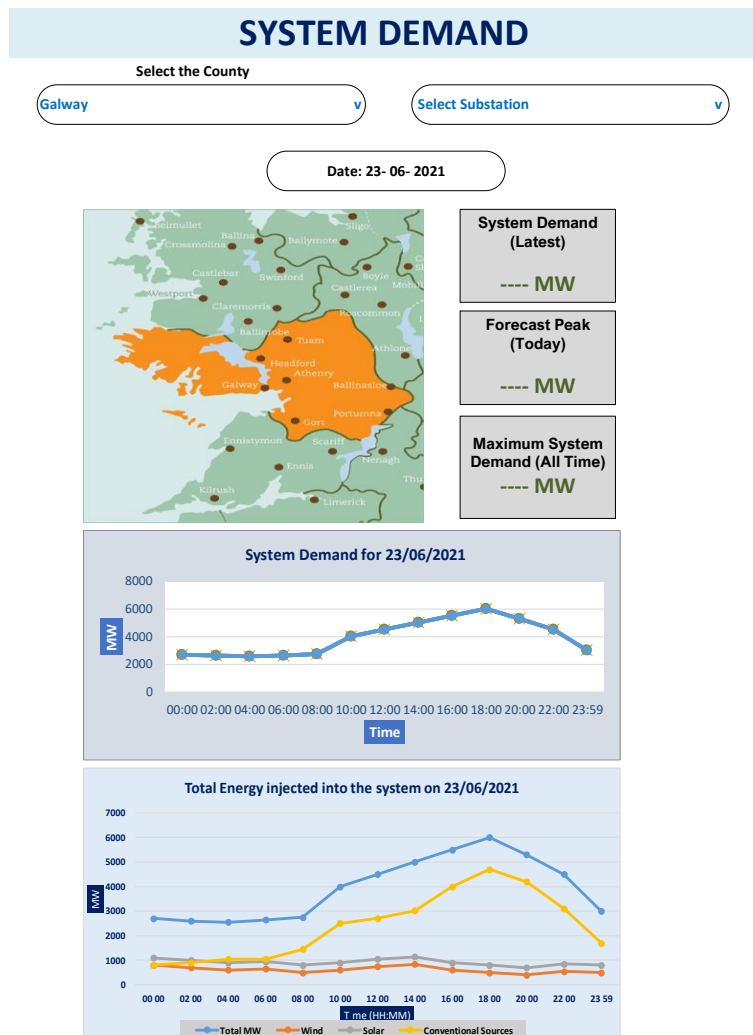 SYSTEM DEMAND
Select the County
Galway v
Select Substation v
Date: 23- 06- 2021
Belmullet
Sligo
Ballina
Crossmolina
Ballymote
Castlebar
Swinford
Boyle
Castlerea
Westport
Claremorris
Roscommon
Ballinrobe
Tuam
Athlone
Headford
Athenry
Galway
Ballinasloe
Portumna
Gort
Ennistymon
Scariff
Ennis
Nenagh
Kilrush
Limerick
System Demand
(Latest)
---- MW
Forecast Peak
(Today)
---- MW
Maximum System
Demand (All Time)
---- MW
System Demand for 23/06/2021
8000
6000
4000
2000
0
MW
00:00 02:00 04:00 06:00 08:00 10:00 12:00 14:00 16:00 18:00 20:00 22:00 23:59
Time
Total Energy injected into the system on 23/06/2021
7000
6000
5000
4000
3000
2000
1000
0
MW
00 00 02 00 04 00 06 00 08 00 10 00 12 00 14 00 16 00 18 00 20 00 22 00 23 59
T me (HH:MM)
Total MW Wind Solar Conventional Sources